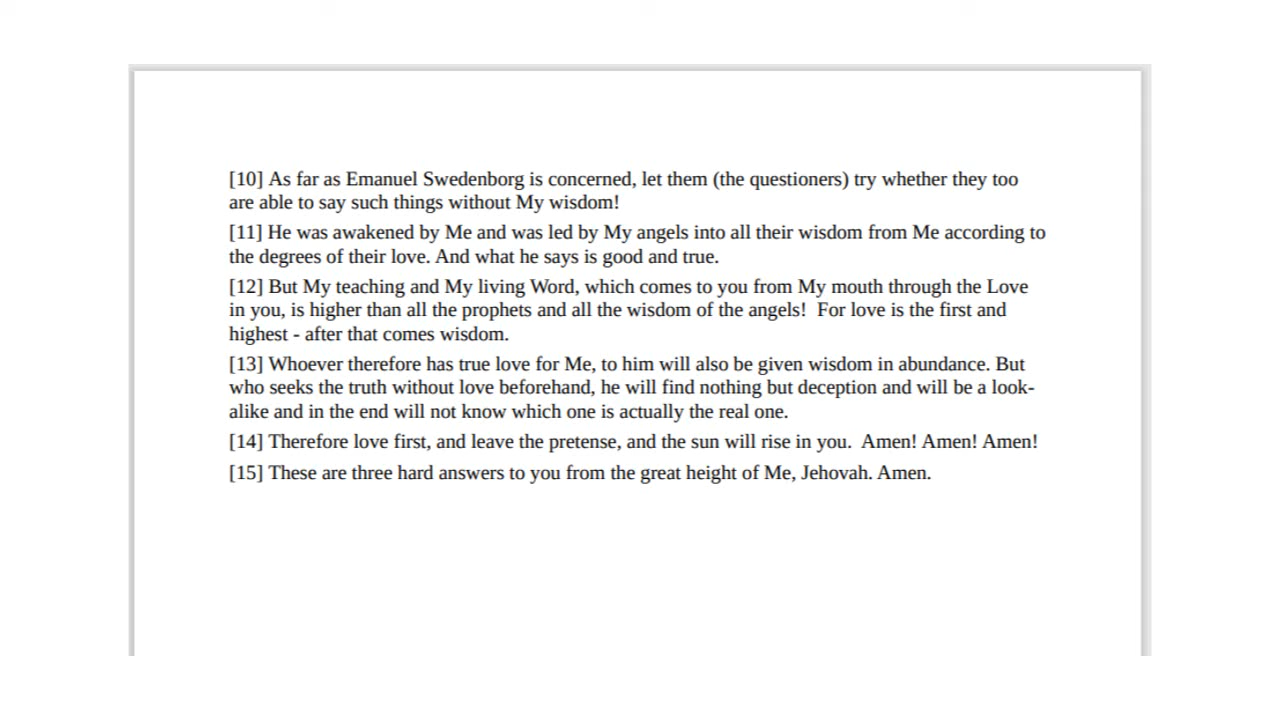 [10] As far as Emanuel Swedenborg is concerned, let them (the questioners) try whether they too
are able to say such things without My wisdom!
[11] He was awakened by Me and was led by My angels into all their wisdom from Me according to
the degrees of their love. And what he says is good and true.
[12] But My teaching and My living Word, which comes to you from My mouth through the Love
in you, is higher than all the prophets and all the wisdom of the angels!  For love is the first and
highest - after that comes wisdom.
[13] Whoever therefore has true love for Me, to him will also be given wisdom in abundance. But
who seeks the truth without love beforehand, he will find nothing but deception and will be a look-
alike and in the end will not know which one is actually the real one.
[14] Therefore love first, and leave the pretense, and the sun will rise in you.  Amen! Amen! Amen!
[15] These are three hard answers to you from the great height of Me, Jehovah. Amen.